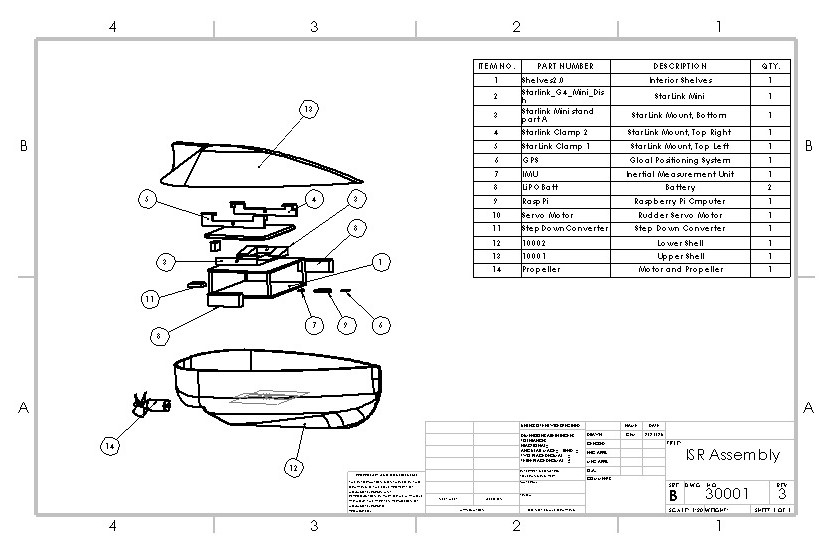 4 3 2 1
ITEM NO. PART NUMBER DESCRIPTION QTY.
1 Shelves2.0 Interior Shelves 1
2 Starlink_G4_Mini_Dis
h StarLink Mini 1
3 Starlink Mini stand
part A StarLink Mount, Bottom 1
4 Starlink Clamp 2 StarLink Mount, Top Right 1
5 Starlink Clamp 1 StarLink Mount, Top Left 1
6 GPS Gloal Positioning System 1
7 IMU Inertial Measurement Unit 1
8 LiPO Batt Battery 2
9 Rasp Pi Raspberry Pi Cmputer 1
10 Servo Motor Rudder Servo Motor 1
11 Step Down Converter Step Down Converter 1
12 10002 Lower Shell 1
13 10001 Upper Shell 1
14 Propeller Motor and Propeller 1
B B
13
5 4 2
8
3 1
11
7 9 6
8
A A
14
12
NAME DATE
DRAWN
CHECKED
COMMENTS:
TITLE:
ISR Assembly
SIZE DWG. NO. REV
B 30001 3
SCALE: 1:20 WEIGHT: SHEET 1 OF 1
4 3 2 1